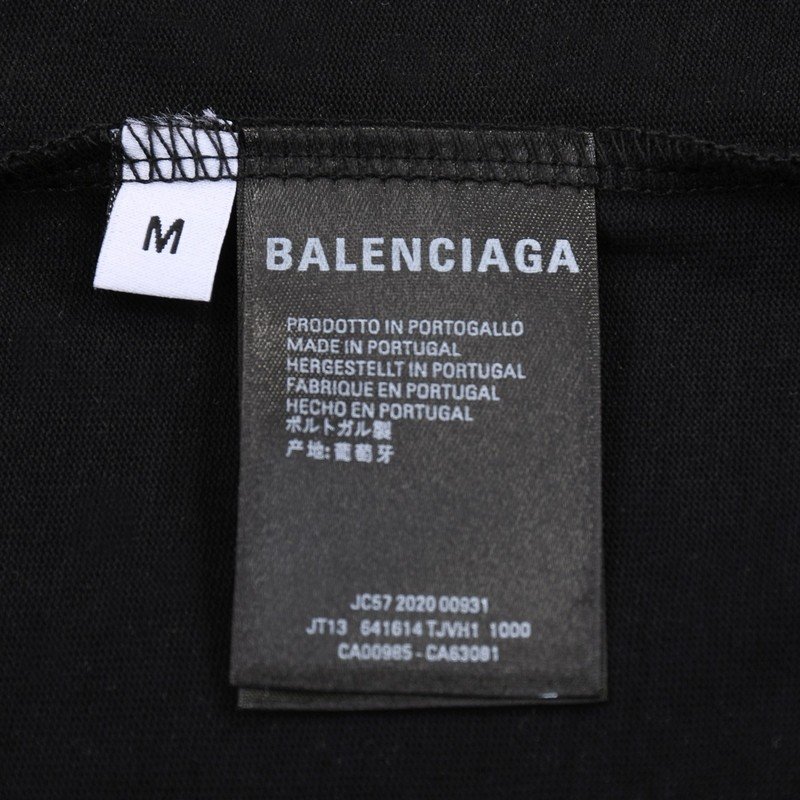 M
BALENCIAGA
PRODOTTO IN PORTOGALLO
MADE IN PORTUGAL
HERGESTELLT IN PORTUGAL
FABRIQUE EN PORTUGAL
HECHO EN PORTUGAL
ポルトガル製
产地:葡萄牙
JC57 2020 00931
JT13 641614 TJVH1 1000
CA00985 - CA63081